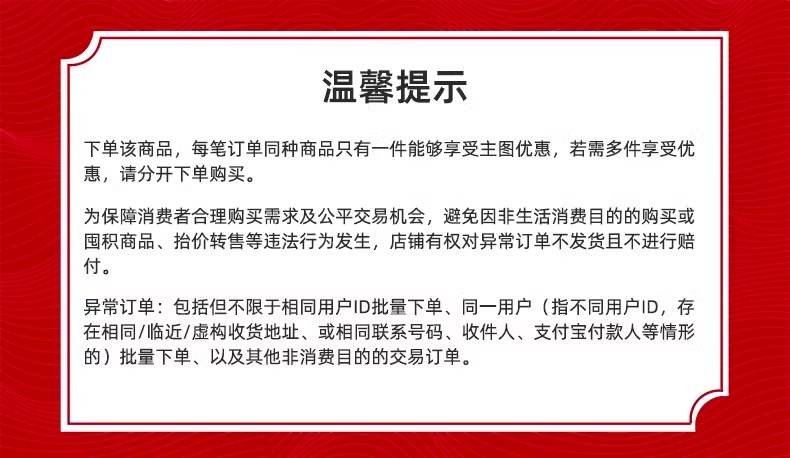 温馨提示
下单该商品，每笔订单同种商品只有一件能够享受主图优惠，若需多件享受优
惠，请分开下单购买。
为保障消费者合理购买需求及公平交易机会，避免因非生活消费目的的购买或
囤积商品、抬价转售等违法行为发生，店铺有权对异常订单不发货且不进行赔
付。
异常订单：包括但不限于相同用户ID批量下单、同一用户（指不同用户ID，存
在相同/临近/虚构收货地址、或相同联系号码、收件人、支付宝付款人等情形
的）批量下单、以及其他非消费目的的交易订单。